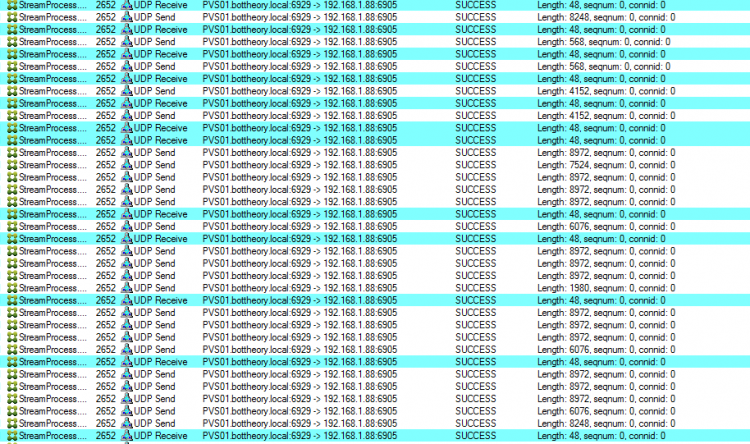 StreamProcess.... 2652 UDP Receive PVS01.bottheory.local:6929 -> 192.168.1.88:6905 SUCCESS Length: 48, seqnum: 0, connid: 0
StreamProcess.... 2652 UDP Send PVS01.bottheory.local:6929 -> 192.168.1.88:6905 SUCCESS Length: 8248, seqnum: 0, connid: 0
StreamProcess.... 2652 UDP Receive PVS01.bottheory.local:6929 -> 192.168.1.88:6905 SUCCESS Length: 48, seqnum: 0, connid: 0
StreamProcess.... 2652 UDP Send PVS01.bottheory.local:6929 -> 192.168.1.88:6905 SUCCESS Length: 568, seqnum: 0, connid: 0
StreamProcess.... 2652 UDP Receive PVS01.bottheory.local:6929 -> 192.168.1.88:6905 SUCCESS Length: 48, seqnum: 0, connid: 0
StreamProcess.... 2652 UDP Send PVS01.bottheory.local:6929 -> 192.168.1.88:6905 SUCCESS Length: 568, seqnum: 0, connid: 0
StreamProcess.... 2652 UDP Receive PVS01.bottheory.local:6929 -> 192.168.1.88:6905 SUCCESS Length: 48, seqnum: 0, connid: 0
StreamProcess.... 2652 UDP Send PVS01.bottheory.local:6929 -> 192.168.1.88:6905 SUCCESS Length: 4152, seqnum: 0, connid: 0
StreamProcess.... 2652 UDP Receive PVS01.bottheory.local:6929 -> 192.168.1.88:6905 SUCCESS Length: 48, seqnum: 0, connid: 0
StreamProcess.... 2652 UDP Send PVS01.bottheory.local:6929 -> 192.168.1.88:6905 SUCCESS Length: 4152, seqnum: 0, connid: 0
StreamProcess.... 2652 UDP Receive PVS01.bottheory.local:6929 -> 192.168.1.88:6905 SUCCESS Length: 48, seqnum: 0, connid: 0
StreamProcess.... 2652 UDP Receive PVS01.bottheory.local:6929 -> 192.168.1.88:6905 SUCCESS Length: 48, seqnum: 0, connid: 0
StreamProcess.... 2652 UDP Send PVS01.bottheory.local:6929 -> 192.168.1.88:6905 SUCCESS Length: 8972, seqnum: 0, connid: 0
StreamProcess.... 2652 UDP Send PVS01.bottheory.local:6929 -> 192.168.1.88:6905 SUCCESS Length: 7524, seqnum: 0, connid: 0
StreamProcess.... 2652 UDP Send PVS01.bottheory.local:6929 -> 192.168.1.88:6905 SUCCESS Length: 8972, seqnum: 0, connid: 0
StreamProcess.... 2652 UDP Send PVS01.bottheory.local:6929 -> 192.168.1.88:6905 SUCCESS Length: 8972, seqnum: 0, connid: 0
StreamProcess.... 2652 UDP Send PVS01.bottheory.local:6929 -> 192.168.1.88:6905 SUCCESS Length: 8972, seqnum: 0, connid: 0
StreamProcess.... 2652 UDP Receive PVS01.bottheory.local:6929 -> 192.168.1.88:6905 SUCCESS Length: 48, seqnum: 0, connid: 0
StreamProcess.... 2652 UDP Send PVS01.bottheory.local:6929 -> 192.168.1.88:6905 SUCCESS Length: 6076, seqnum: 0, connid: 0
StreamProcess.... 2652 UDP Receive PVS01.bottheory.local:6929 -> 192.168.1.88:6905 SUCCESS Length: 48, seqnum: 0, connid: 0
StreamProcess.... 2652 UDP Send PVS01.bottheory.local:6929 -> 192.168.1.88:6905 SUCCESS Length: 8972, seqnum: 0, connid: 0
StreamProcess.... 2652 UDP Send PVS01.bottheory.local:6929 -> 192.168.1.88:6905 SUCCESS Length: 8972, seqnum: 0, connid: 0
StreamProcess.... 2652 UDP Send PVS01.bottheory.local:6929 -> 192.168.1.88:6905 SUCCESS Length: 8972, seqnum: 0, connid: 0
StreamProcess.... 2652 UDP Send PVS01.bottheory.local:6929 -> 192.168.1.88:6905 SUCCESS Length: 1980, seqnum: 0, connid: 0
StreamProcess.... 2652 UDP Receive PVS01.bottheory.local:6929 -> 192.168.1.88:6905 SUCCESS Length: 48, seqnum: 0, connid: 0
StreamProcess.... 2652 UDP Send PVS01.bottheory.local:6929 -> 192.168.1.88:6905 SUCCESS Length: 8972, seqnum: 0, connid: 0
StreamProcess.... 2652 UDP Send PVS01.bottheory.local:6929 -> 192.168.1.88:6905 SUCCESS Length: 8972, seqnum: 0, connid: 0
StreamProcess.... 2652 UDP Send PVS01.bottheory.local:6929 -> 192.168.1.88:6905 SUCCESS Length: 8972, seqnum: 0, connid: 0
StreamProcess.... 2652 UDP Send PVS01.bottheory.local:6929 -> 192.168.1.88:6905 SUCCESS Length: 6076, seqnum: 0, connid: 0
StreamProcess.... 2652 UDP Receive PVS01.bottheory.local:6929 -> 192.168.1.88:6905 SUCCESS Length: 48, seqnum: 0, connid: 0
StreamProcess.... 2652 UDP Send PVS01.bottheory.local:6929 -> 192.168.1.88:6905 SUCCESS Length: 8972, seqnum: 0, connid: 0
StreamProcess.... 2652 UDP Send PVS01.bottheory.local:6929 -> 192.168.1.88:6905 SUCCESS Length: 8972, seqnum: 0, connid: 0
StreamProcess.... 2652 UDP Send PVS01.bottheory.local:6929 -> 192.168.1.88:6905 SUCCESS Length: 8972, seqnum: 0, connid: 0
StreamProcess.... 2652 UDP Send PVS01.bottheory.local:6929 -> 192.168.1.88:6905 SUCCESS Length: 6076, seqnum: 0, connid: 0
StreamProcess.... 2652 UDP Send PVS01.bottheory.local:6929 -> 192.168.1.88:6905 SUCCESS Length: 8248, seqnum: 0, connid: 0
StreamProcess.... 2652 UDP Receive PVS01.bottheory.local:6929 -> 192.168.1.88:6905 SUCCESS Length: 48, seqnum: 0, connid: 0